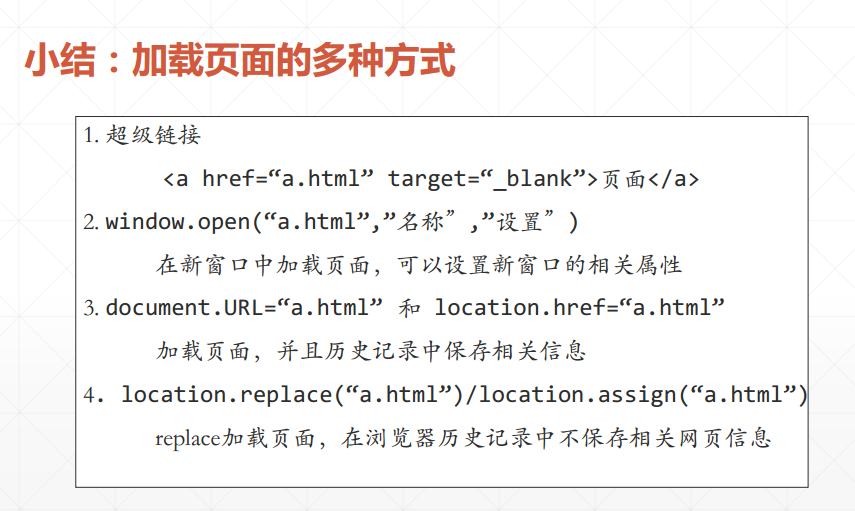 小结：加载页面的多种方式
1. 超级链接
<a href=“a.html” target=“_blank”>页面</a>
2. window.open(“a.html”,”名称”,”设置”)
在新窗口中加载页面，可以设置新窗口的相关属性
3. document.URL=“a.html” 和 location.href=“a.html”
加载页面，并且历史记录中保存相关信息
4. location.replace(“a.html”)/location.assign(“a.html”)
replace加载页面，在浏览器历史记录中不保存相关网页信息